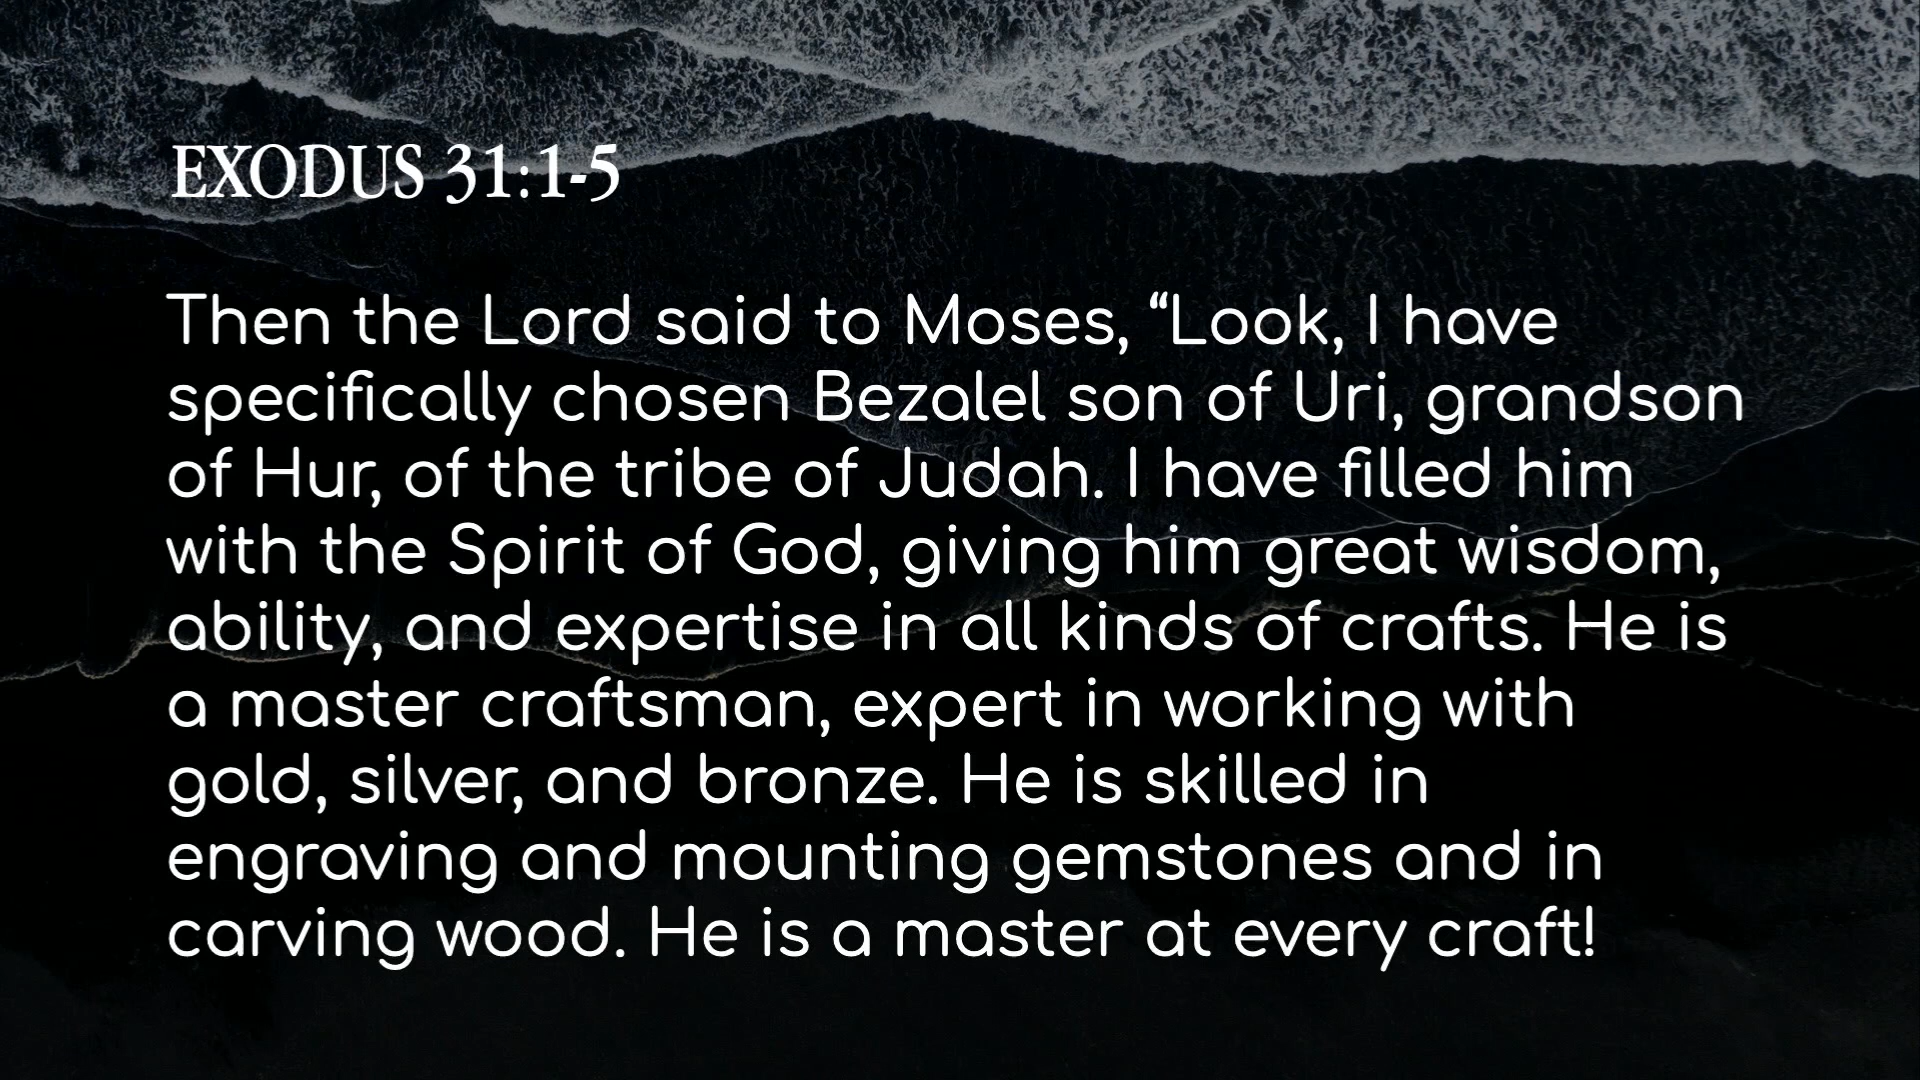 EXODUS 31:1-5
Then the Lord said to Moses, “Look, I have
specifically chosen Bezalel son of Uri, grandson
of Hur, of the tribe of Judah. I have filled him
with the Spirit of God, giving him great wisdom,
ability, and expertise in all kinds of crafts. He is
a master craftsman, expert in working with
gold, silver, and bronze. He is skilled in
engraving and mounting gemstones and in
carving wood. He is a master at every craft!